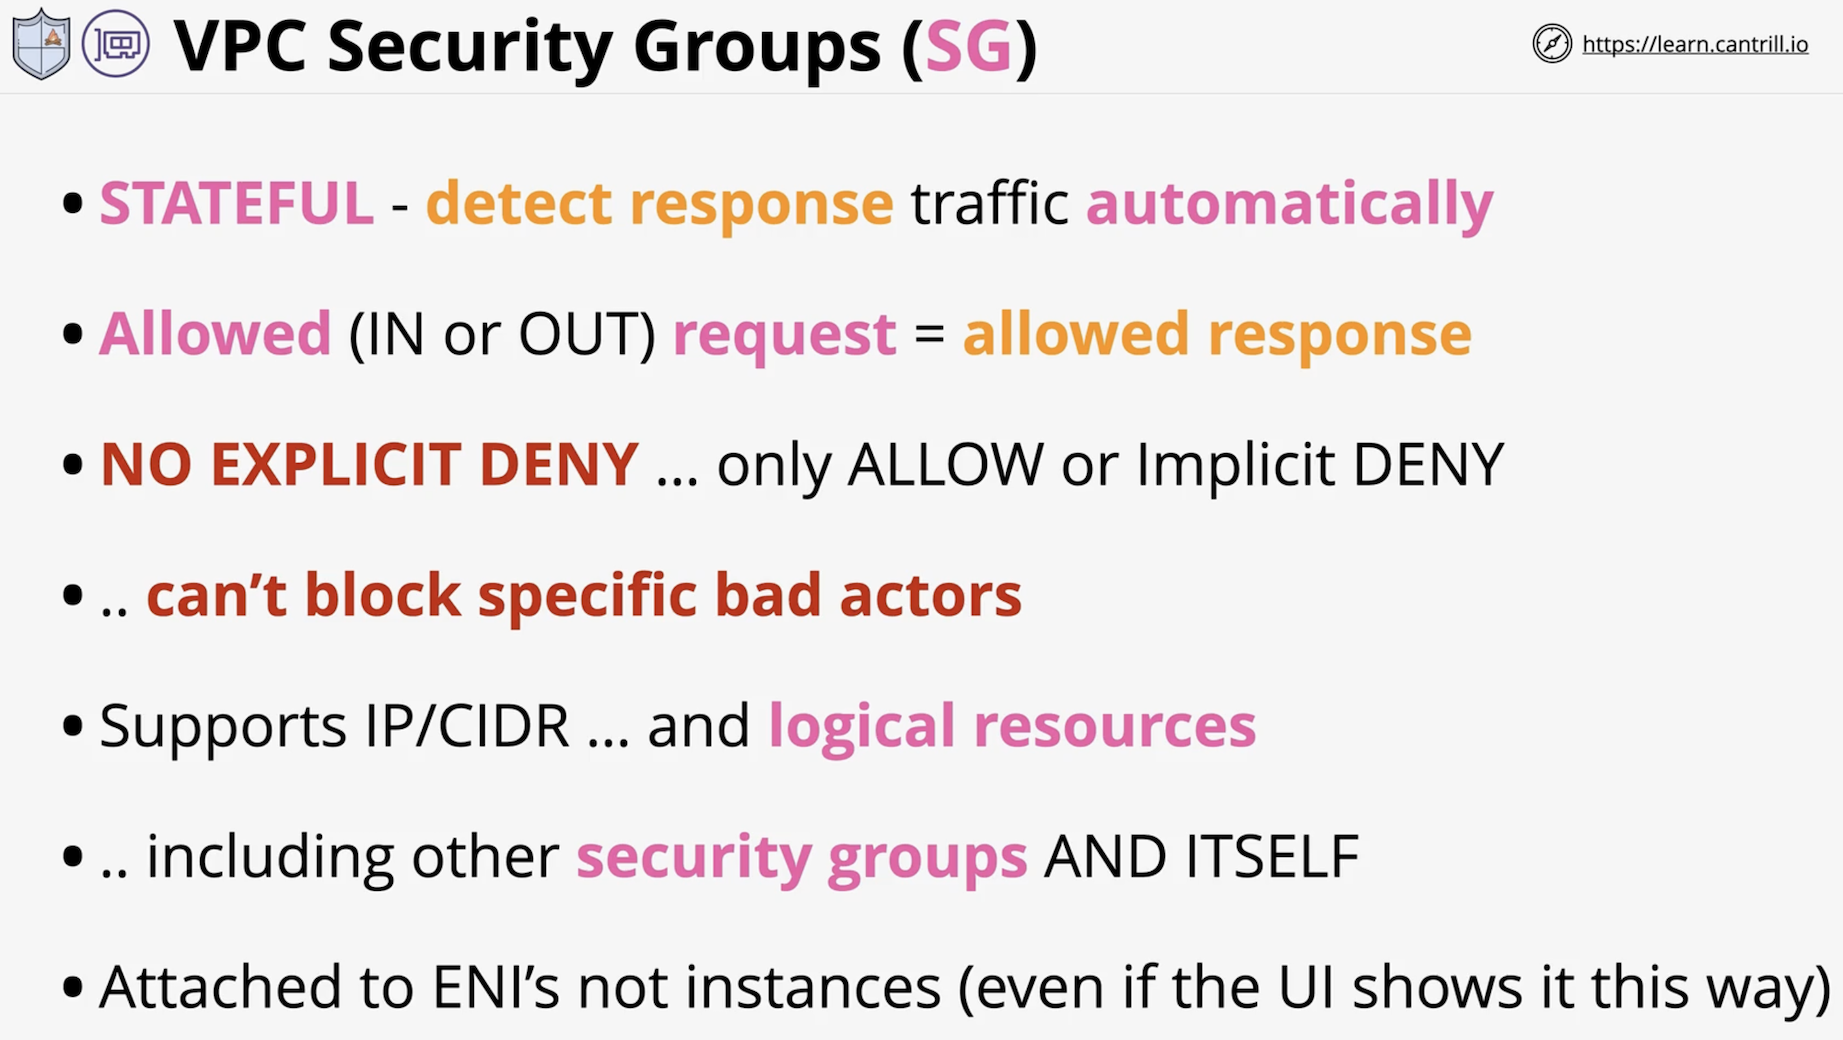 VPC Security Groups (SG)
https://learn.cantrill.io
• STATEFUL - detect response traffic automatically
• Allowed (IN or OUT) request = allowed response
• NO EXPLICIT DENY ... only ALLOW or Implicit DENY
• .. can’t block specific bad actors
• Supports IP/CIDR ... and logical resources
• .. including other security groups AND ITSELF
• Attached to ENI’s not instances (even if the UI shows it this way)